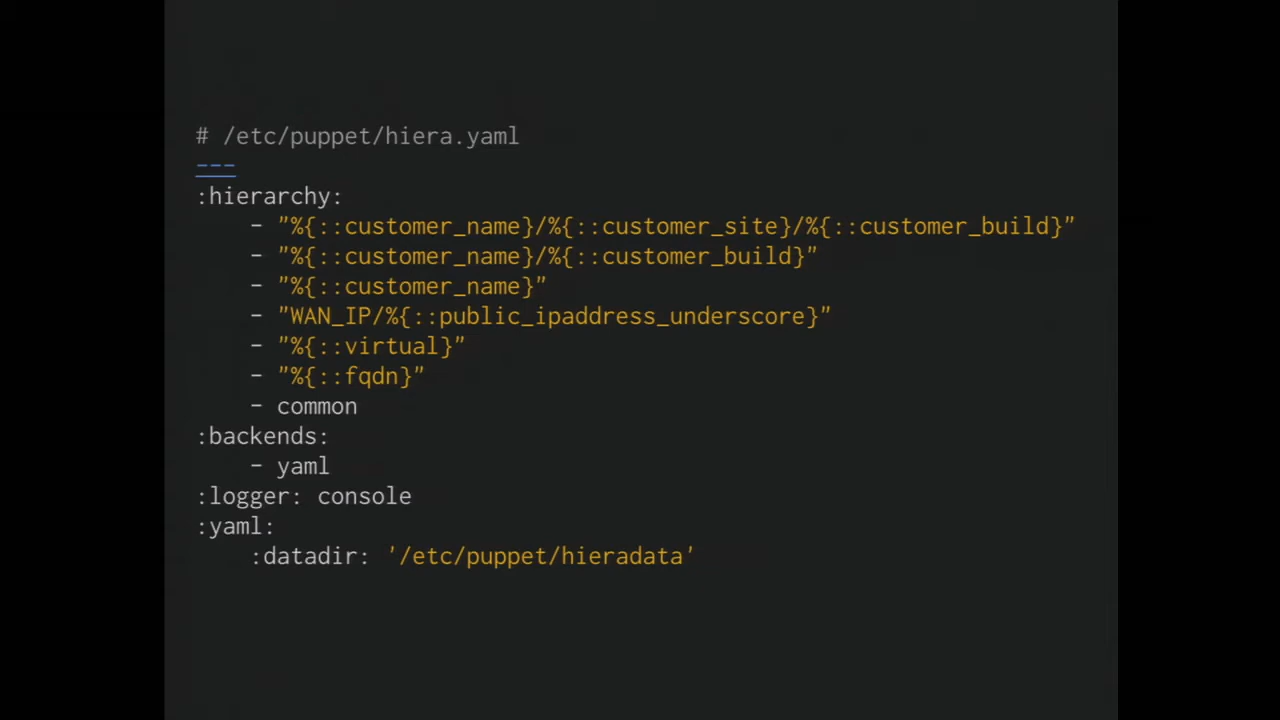 # /etc/puppet/hiera.yaml
---
:hierarchy:
    - "%{::customer_name}/%{::customer_site}/%{::customer_build}"
    - "%{::customer_name}/%{::customer_build}"
    - "%{::customer_name}"
    - "WAN_IP/%{::public_ipaddress_underscore}"
    - "%{::virtual}"
    - "%{::fqdn}"
    - common
:backends:
    - yaml
:logger: console
:yaml:
    :datadir: '/etc/puppet/hieradata'